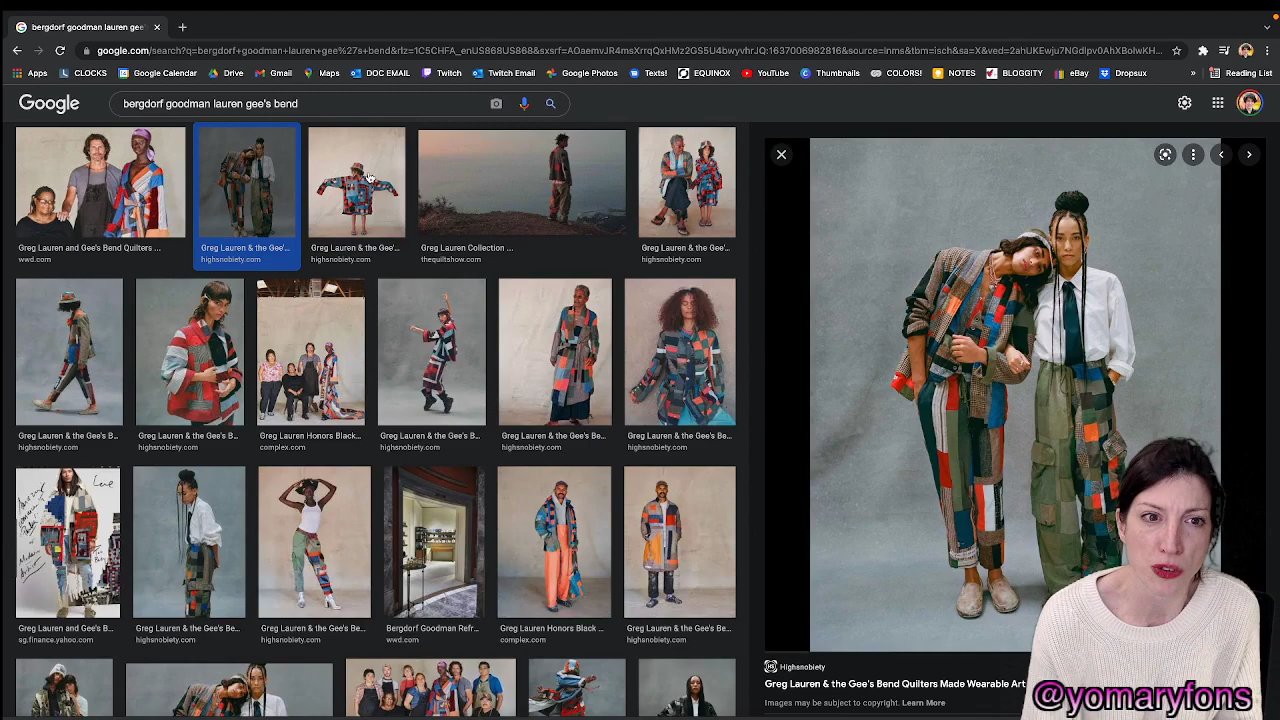 bergdorf goodman lauren gee
google.com/search?q=bergdorf+goodman+lauren+gee%27s+bend&rlz=1C5CHFA_enUS868US868&sxsrf=
Apps CLOCKS Google Calendar Drive Gmail Texts! DOC EMAIL Twitch Twitch Email Google Photos Texts! EQUINOX YouTube Thumbnails COLORS! NOTES BLOGGITY eBay Dropsux » Reading List
Google bergdorf goodman lauren gee's bend
Greg Lauren and Gee's Bend Quilters ...
wwd.com
Greg Lauren & the Gee'...
highsnobiety.com
Greg Lauren & the Gee'...
highsnobiety.com
Greg Lauren Collection ...
thequiltshow.com
Greg Lauren & the Gee'...
highsnobiety.com
Greg Lauren & the Gee's B...
highsnobiety.com
Greg Lauren & the Gee's B...
highsnobiety.com
Greg Lauren Honors Black...
complex.com
Greg Lauren & the Gee's B...
highsnobiety.com
Greg Lauren & the Gee's Be...
highsnobiety.com
Greg Lauren & the Gee's Be...
highsnobiety.com
Greg Lauren and Gee's B...
sg.finance.yahoo.com
Greg Lauren & the Gee's Be...
highsnobiety.com
Greg Lauren & the Gee's Be...
highsnobiety.com
Bergdorf Goodman Refr...
wwd.com
Greg Lauren Honors Black ...
complex.com
Greg Lauren & the Gee's Be...
highsnobiety.com
Highsnobiety
Greg Lauren & the Gee's Bend Quilters Made Wearable Art
Images may be subject to copyright. Learn More
@yomaryfons